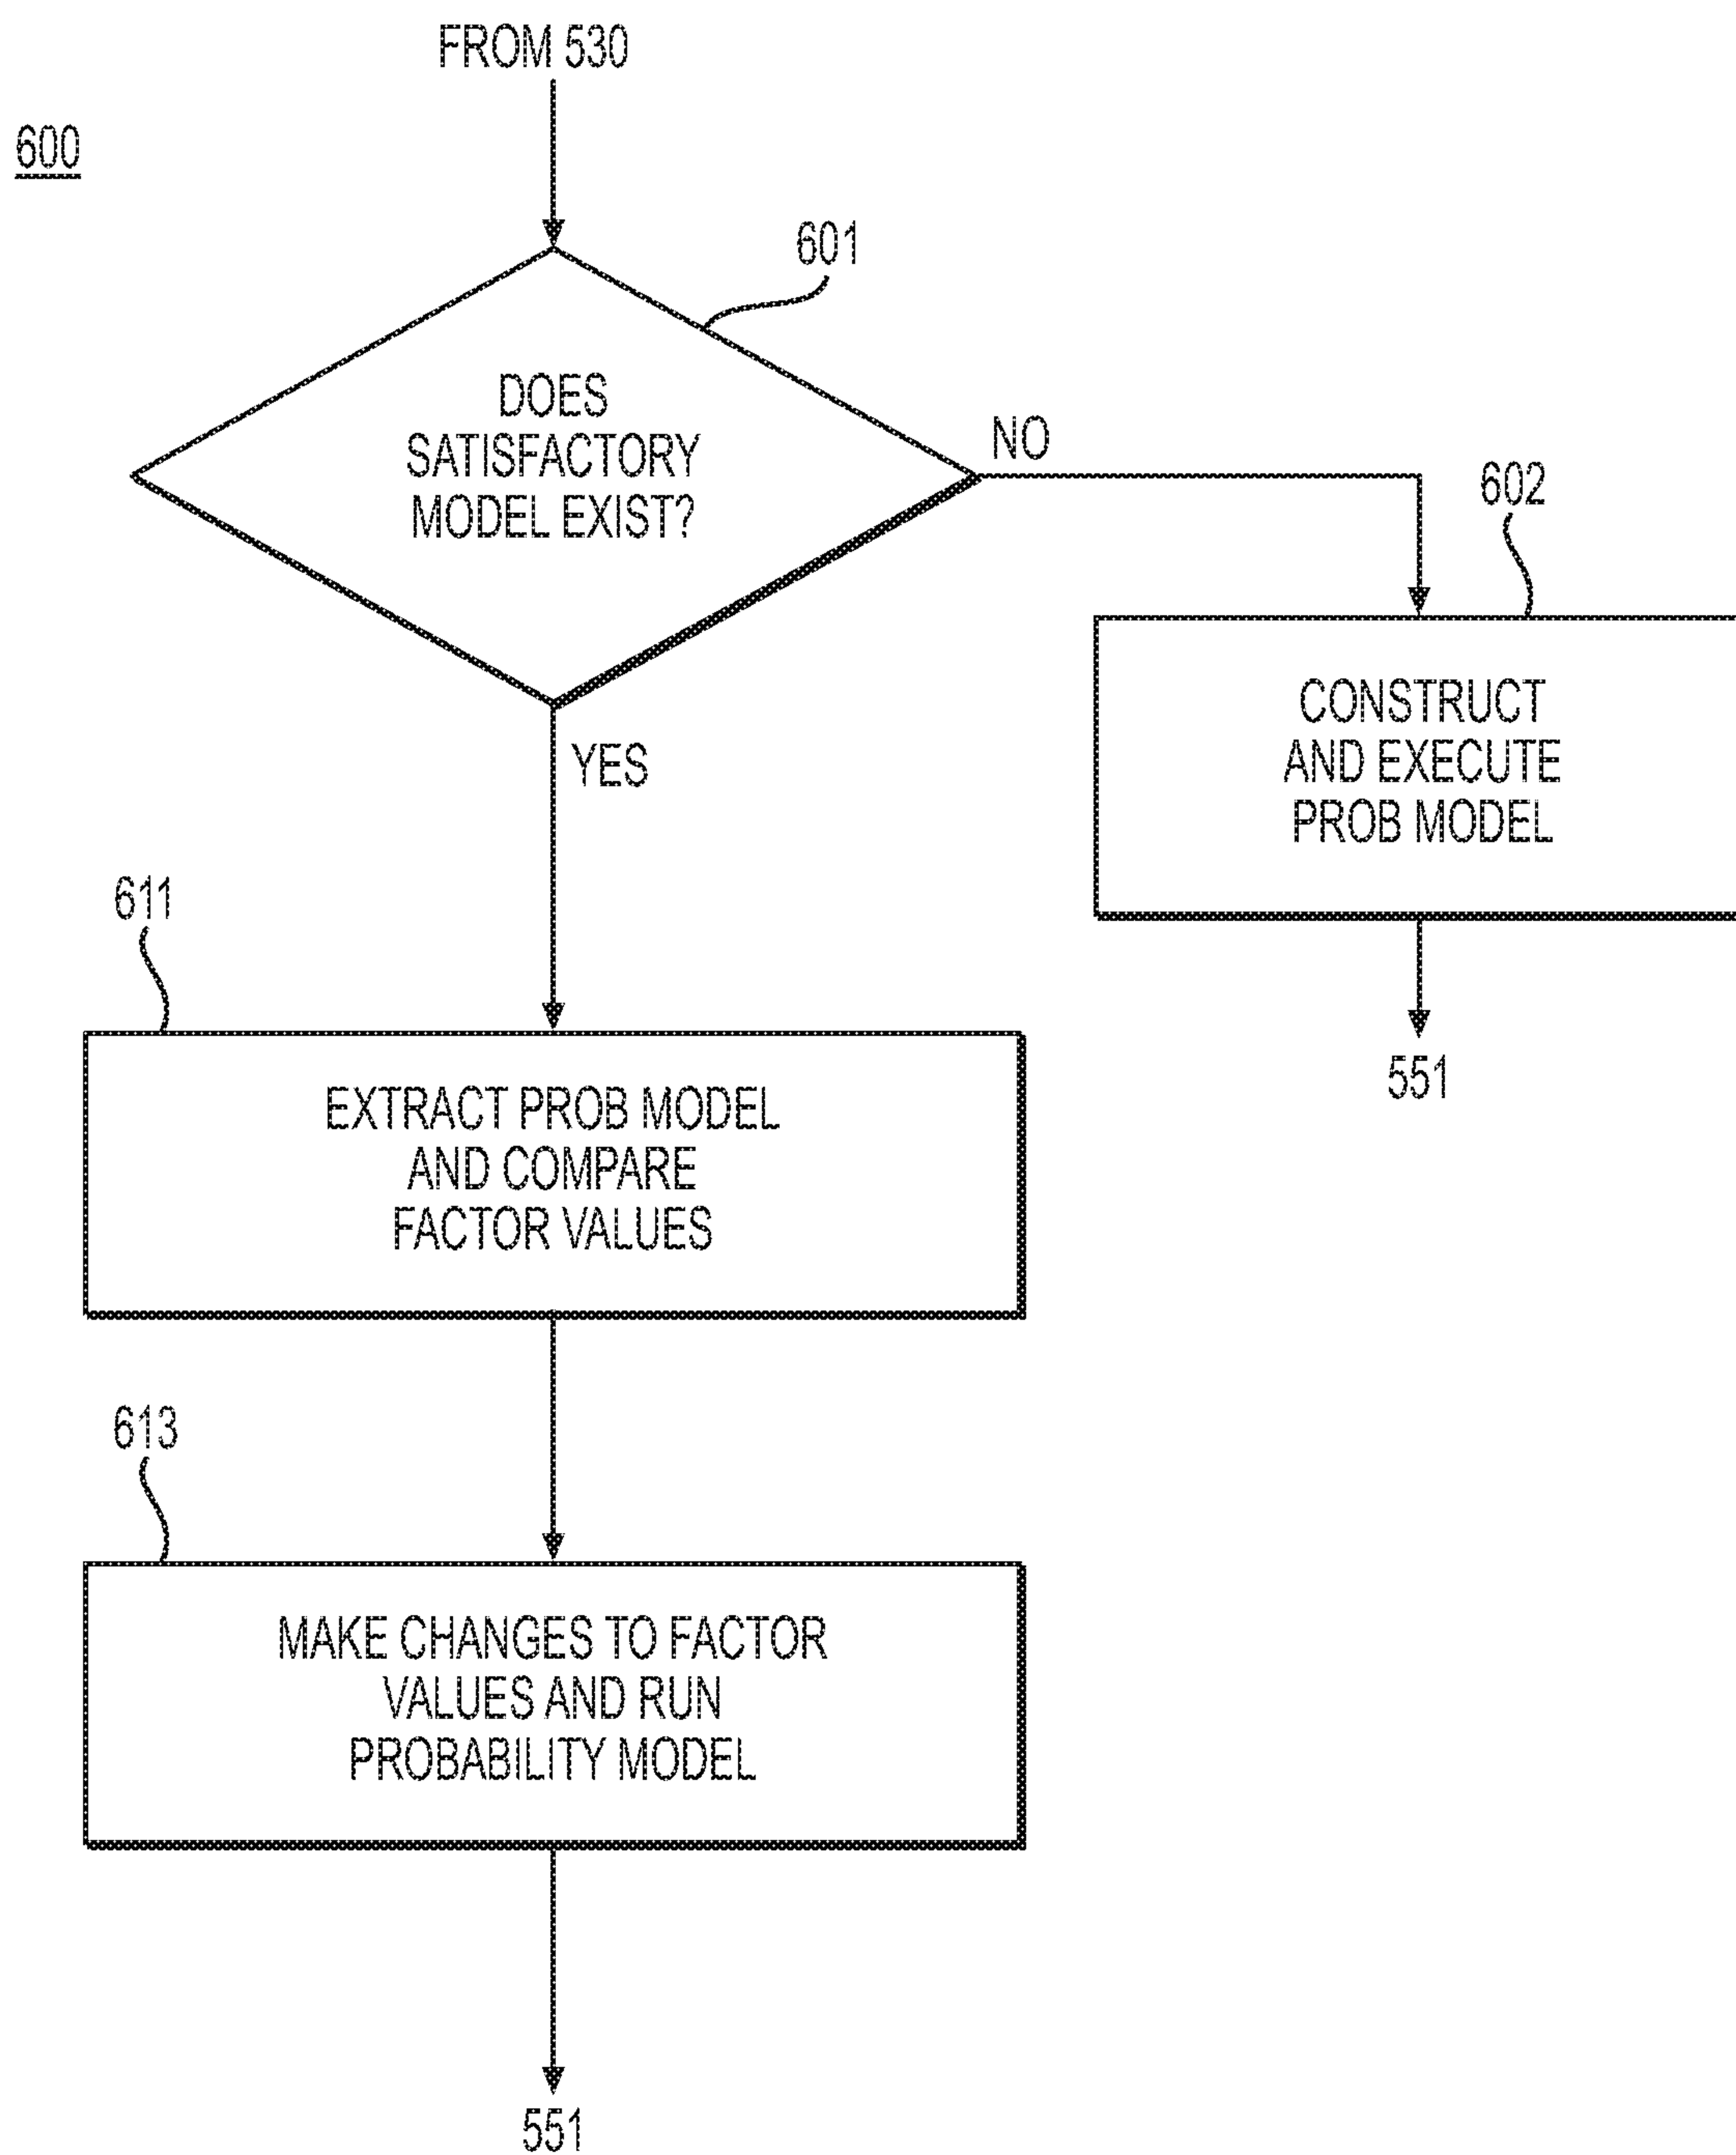 FROM 530
600
601
DOES
SATISFACTORY
MODEL EXIST?
NO
602
CONSTRUCT
AND EXECUTE
PROB MODEL
551
YES
611
EXTRACT PROB MODEL
AND COMPARE
FACTOR VALUES
613
MAKE CHANGES TO FACTOR
VALUES AND RUN
PROBABILITY MODEL
551